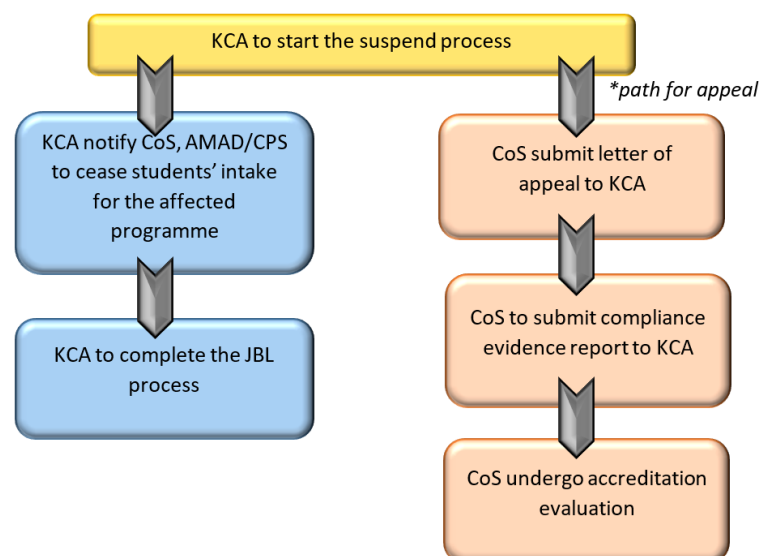 KCA to start the suspend process
*path for appeal
KCA notify CoS, AMAD/CPS
to cease students’ intake
for the affected
programme
KCA to complete the JBL
process
CoS submit letter of
appeal to KCA
CoS to submit compliance
evidence report to KCA
CoS undergo accreditation
evaluation